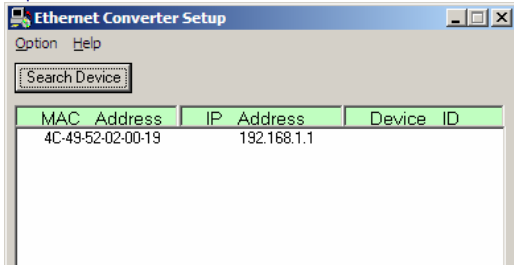 Ethernet Converter Setup
Option Help
Search Device
MAC Address IP Address Device ID
4C-49-52-02-00-19 192.168.1.1